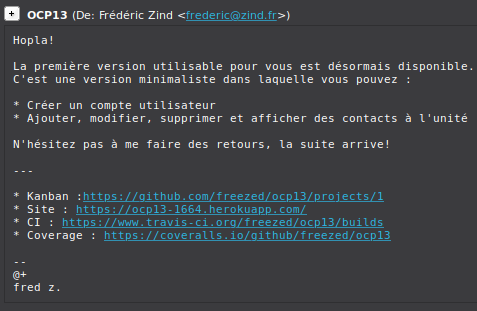 + OCP13 (De: Frédéric Zind <frederic@zind.fr>)
Hopla!
La première version utilisable pour vous est désormais disponible.
C'est une version minimaliste dans laquelle vous pouvez :
* Créer un compte utilisateur
* Ajouter, modifier, supprimer et afficher des contacts à l'unité
N'hésitez pas à me faire des retours, la suite arrive!
---
* Kanban :https://github.com/freezed/ocp13/projects/1
* Site : https://ocp13-1664.herokuapp.com/
* CI : https://www.travis-ci.org/freezed/ocp13/builds
* Coverage : https://coveralls.io/github/freezed/ocp13
--
@+
fred z.